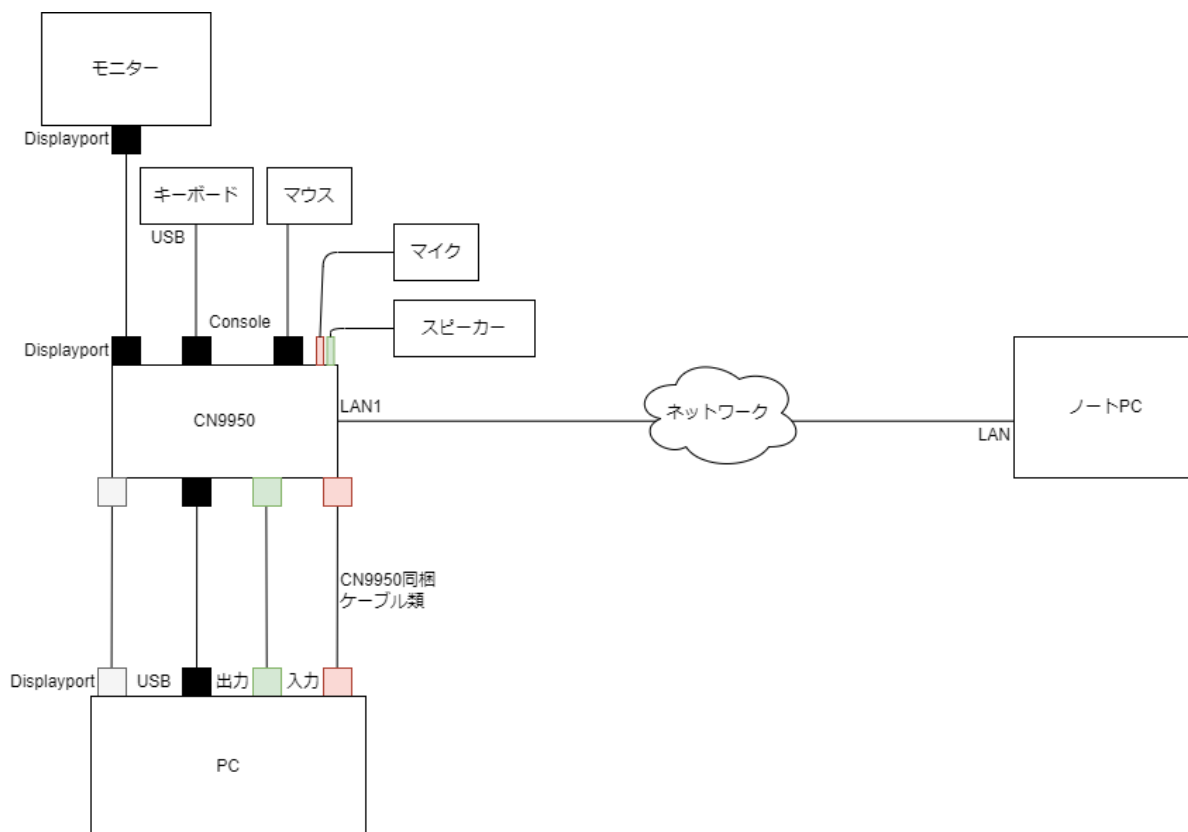 モニター
Displayport
キーボード
マウス
USB
マイク
Console
スピーカー
Displayport
CN9950
LAN1
ネットワーク
LAN
ノートPC
CN9950同梱
ケーブル類
Displayport
USB
出力
入力
PC